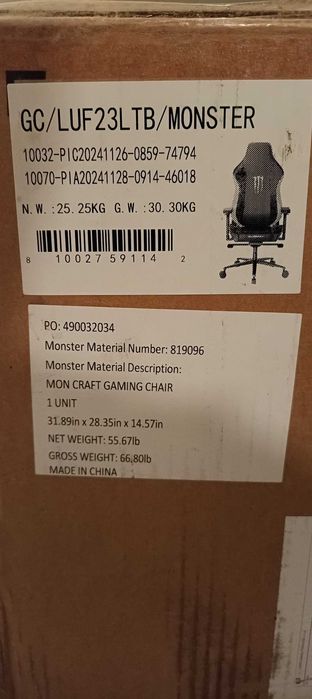 GC/LUF23LTB/MONSTER
10032-PIC20241126-0859-74794
10070-PIA20241128-0914-46018
N.W.:25.25KG G.W.:30.30KG
8 10027 59114 2
PO: 490032034
Monster Material Number: 819096
Monster Material Description:
MON CRAFT GAMING CHAIR
1 UNIT
31.89in x 28.35in x 14.57in
NET WEIGHT: 55.67lb
GROSS WEIGHT: 66.80lb
MADE IN CHINA